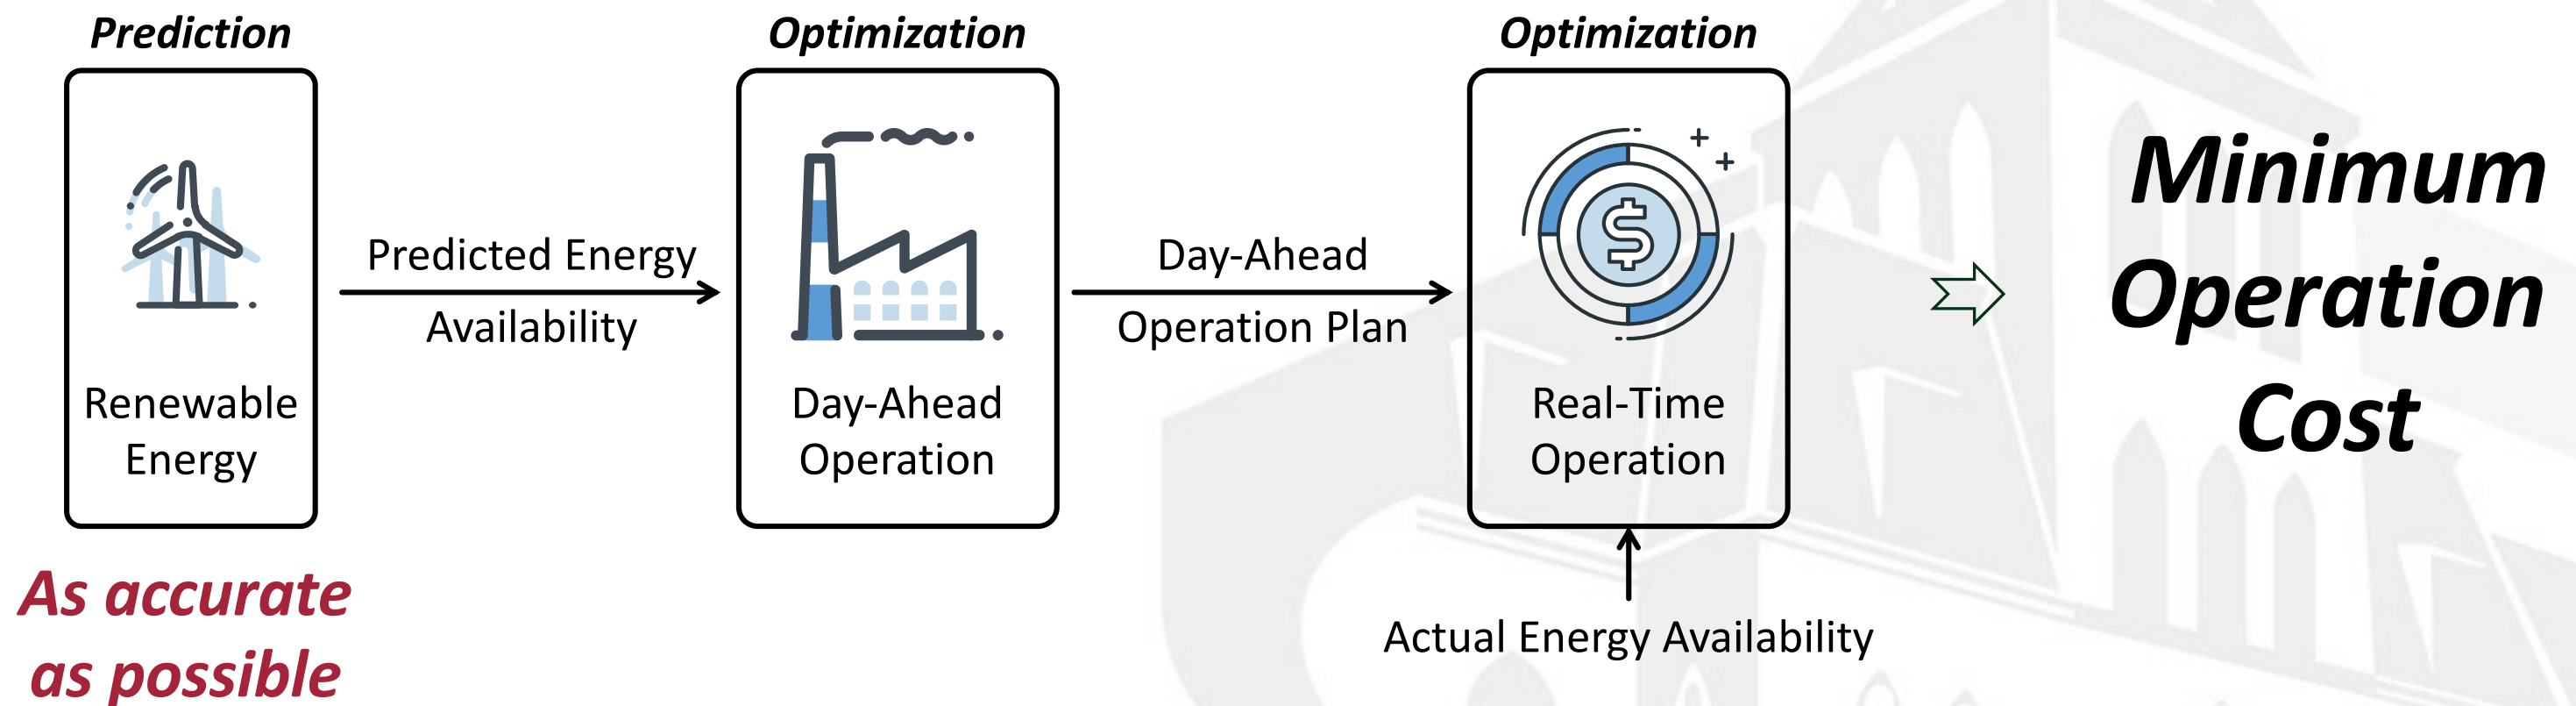 Prediction
Renewable
Energy
As accurate
as possible
Predicted Energy
Availability
Optimization
Day-Ahead
Operation
Day-Ahead
Operation Plan
Optimization
$
Real-Time
Operation
Actual Energy Availability
Minimum
Operation
Cost